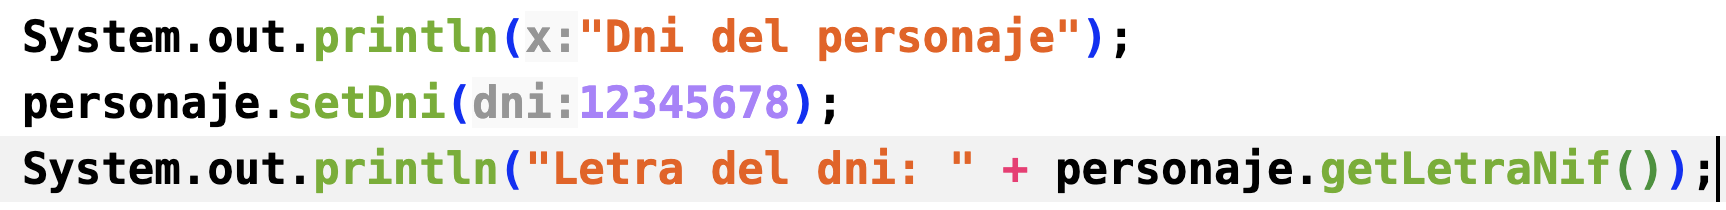 System.out.println(x:"Dni del personaje");
personaje.setDni(dni:12345678);
System.out.println("Letra del dni: " + personaje.getLetraNif());